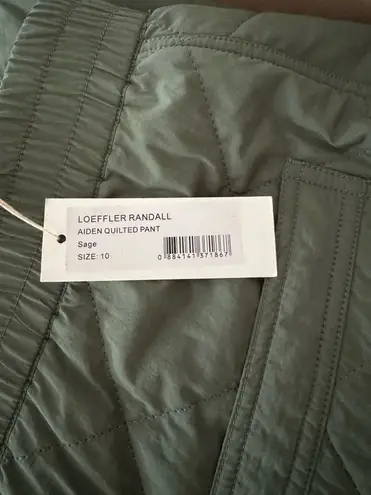 LOEFFLER RANDALL
AIDEN QUILTED PANT
Sage
SIZE: 10
0 884141 371867